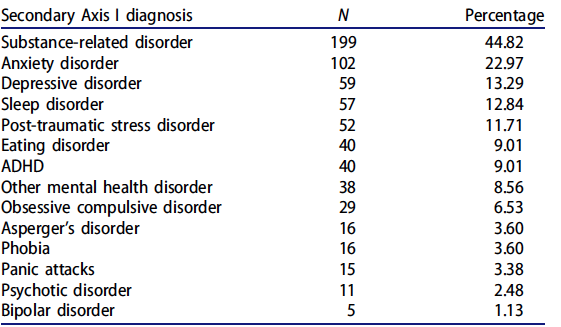 Secondary Axis I diagnosis N Percentage
Substance-related disorder 199 44.82
Anxiety disorder 102 22.97
Depressive disorder 59 13.29
Sleep disorder 57 12.84
Post-traumatic stress disorder 52 11.71
Eating disorder 40 9.01
ADHD 40 9.01
Other mental health disorder 38 8.56
Obsessive compulsive disorder 29 6.53
Asperger's disorder 16 3.60
Phobia 16 3.60
Panic attacks 15 3.38
Psychotic disorder 11 2.48
Bipolar disorder 5 1.13